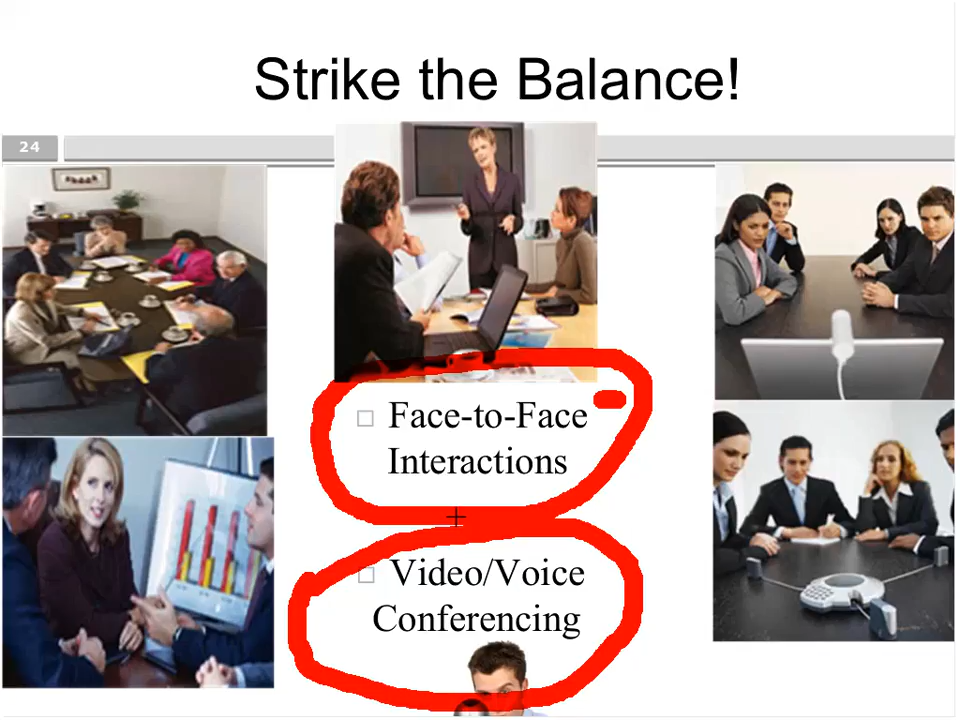 Strike the Balance!
24
Face-to-Face
Interactions
+
Video/Voice
Conferencing